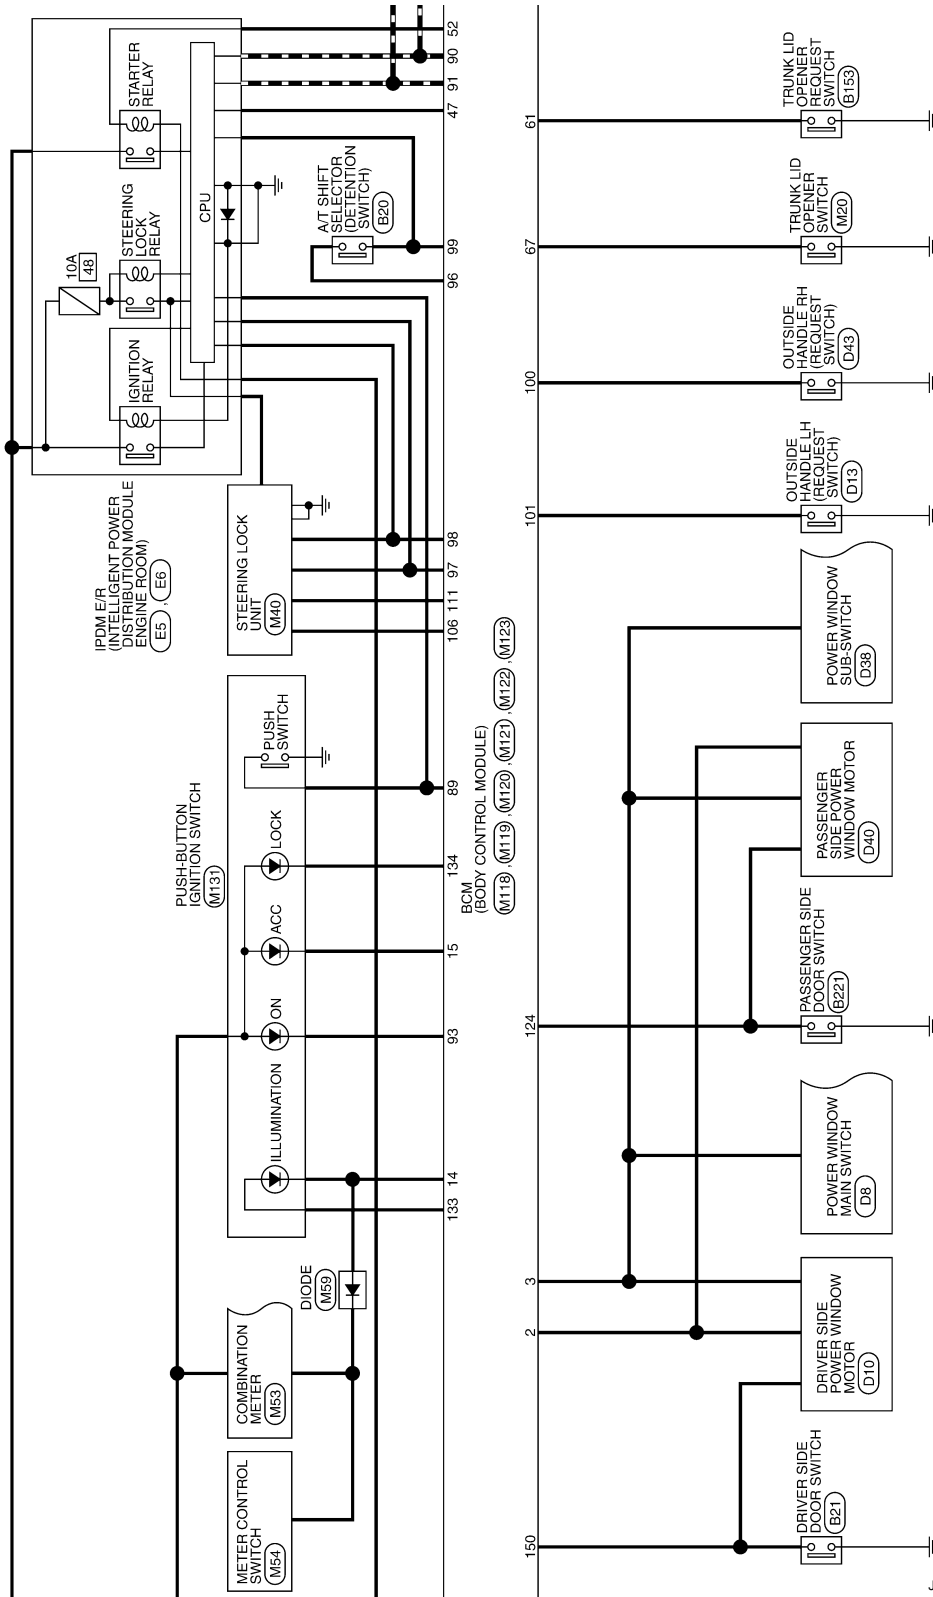 STARTER
RELAY
STEERING
LOCK
RELAY
10A
48
IGNITION
RELAY
CPU
IPDM E/R
(INTELLIGENT POWER
DISTRIBUTION MODULE
ENGINE ROOM)
E5 , E6
A/T SHIFT
SELECTOR
(DETENTION
SWITCH)
B20
STEERING LOCK
UNIT
M40
PUSH-BUTTON
IGNITION SWITCH
M131
PUSH
SWITCH
LOCK
ACC
ON
ILLUMINATION
DIODE
M59
COMBINATION
METER
M53
METER CONTROL
SWITCH
M54
52
90
91
47
99
96
98
97
111
106
89
134
15
93
14
133
BCM
(BODY CONTROL MODULE)
M118 , M119 , M120 , M121 , M122 , M123
61
67
100
101
124
3
2
150
TRUNK LID
OPENER
REQUEST
SWITCH
B153
TRUNK LID
OPENER
SWITCH
M20
OUTSIDE
HANDLE RH
(REQUEST
SWITCH)
D43
OUTSIDE
HANDLE LH
(REQUEST
SWITCH)
D13
POWER WINDOW
SUB-SWITCH
D38
PASSENGER
SIDE POWER
WINDOW MOTOR
D40
PASSENGER SIDE
DOOR SWITCH
B221
POWER WINDOW
MAIN SWITCH
D8
DRIVER SIDE
POWER WINDOW
MOTOR
D10
DRIVER SIDE
DOOR SWITCH
B21
J